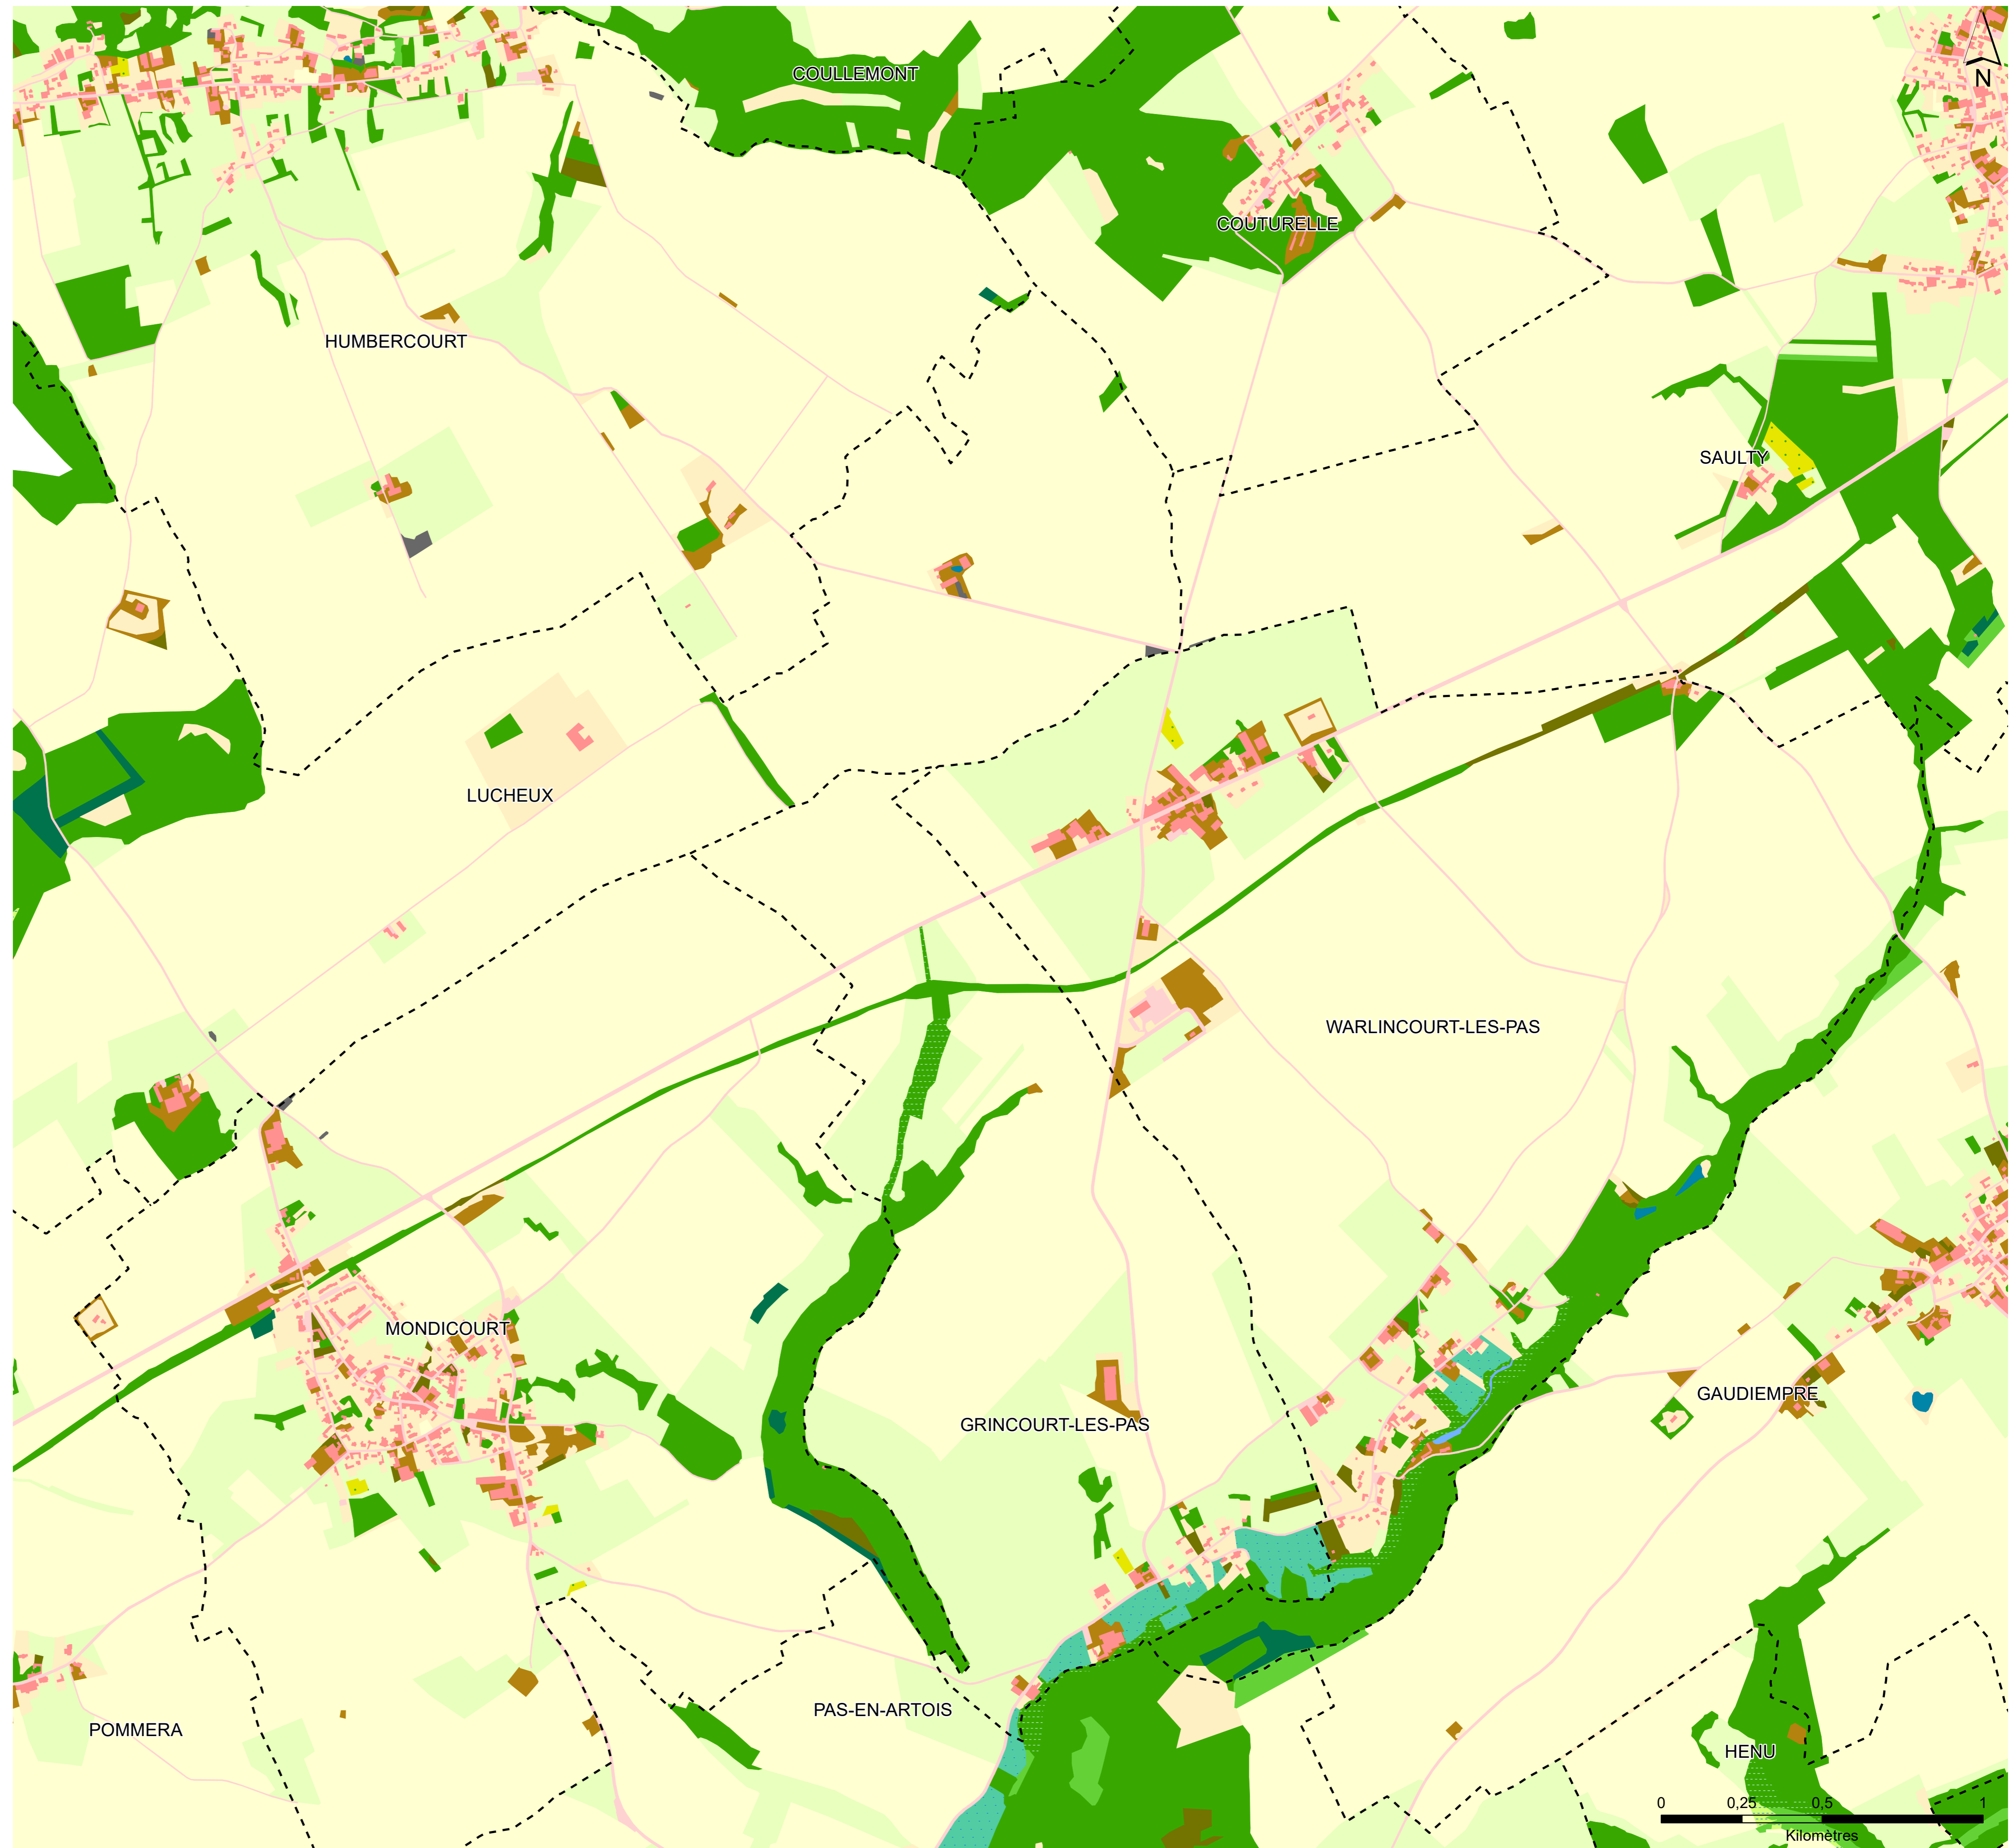 COULLEMONT
N
COUTURELLE
HUMBERCOURT
SAULTY
LUCHEUX
WARLINCOURT-LES-PAS
MONDICOURT
GAUDIEMPRE
GRINCOURT-LES-PAS
PAS-EN-ARTOIS
POMMERA
HENU
0 0,25 0,5 1
Kilomètres